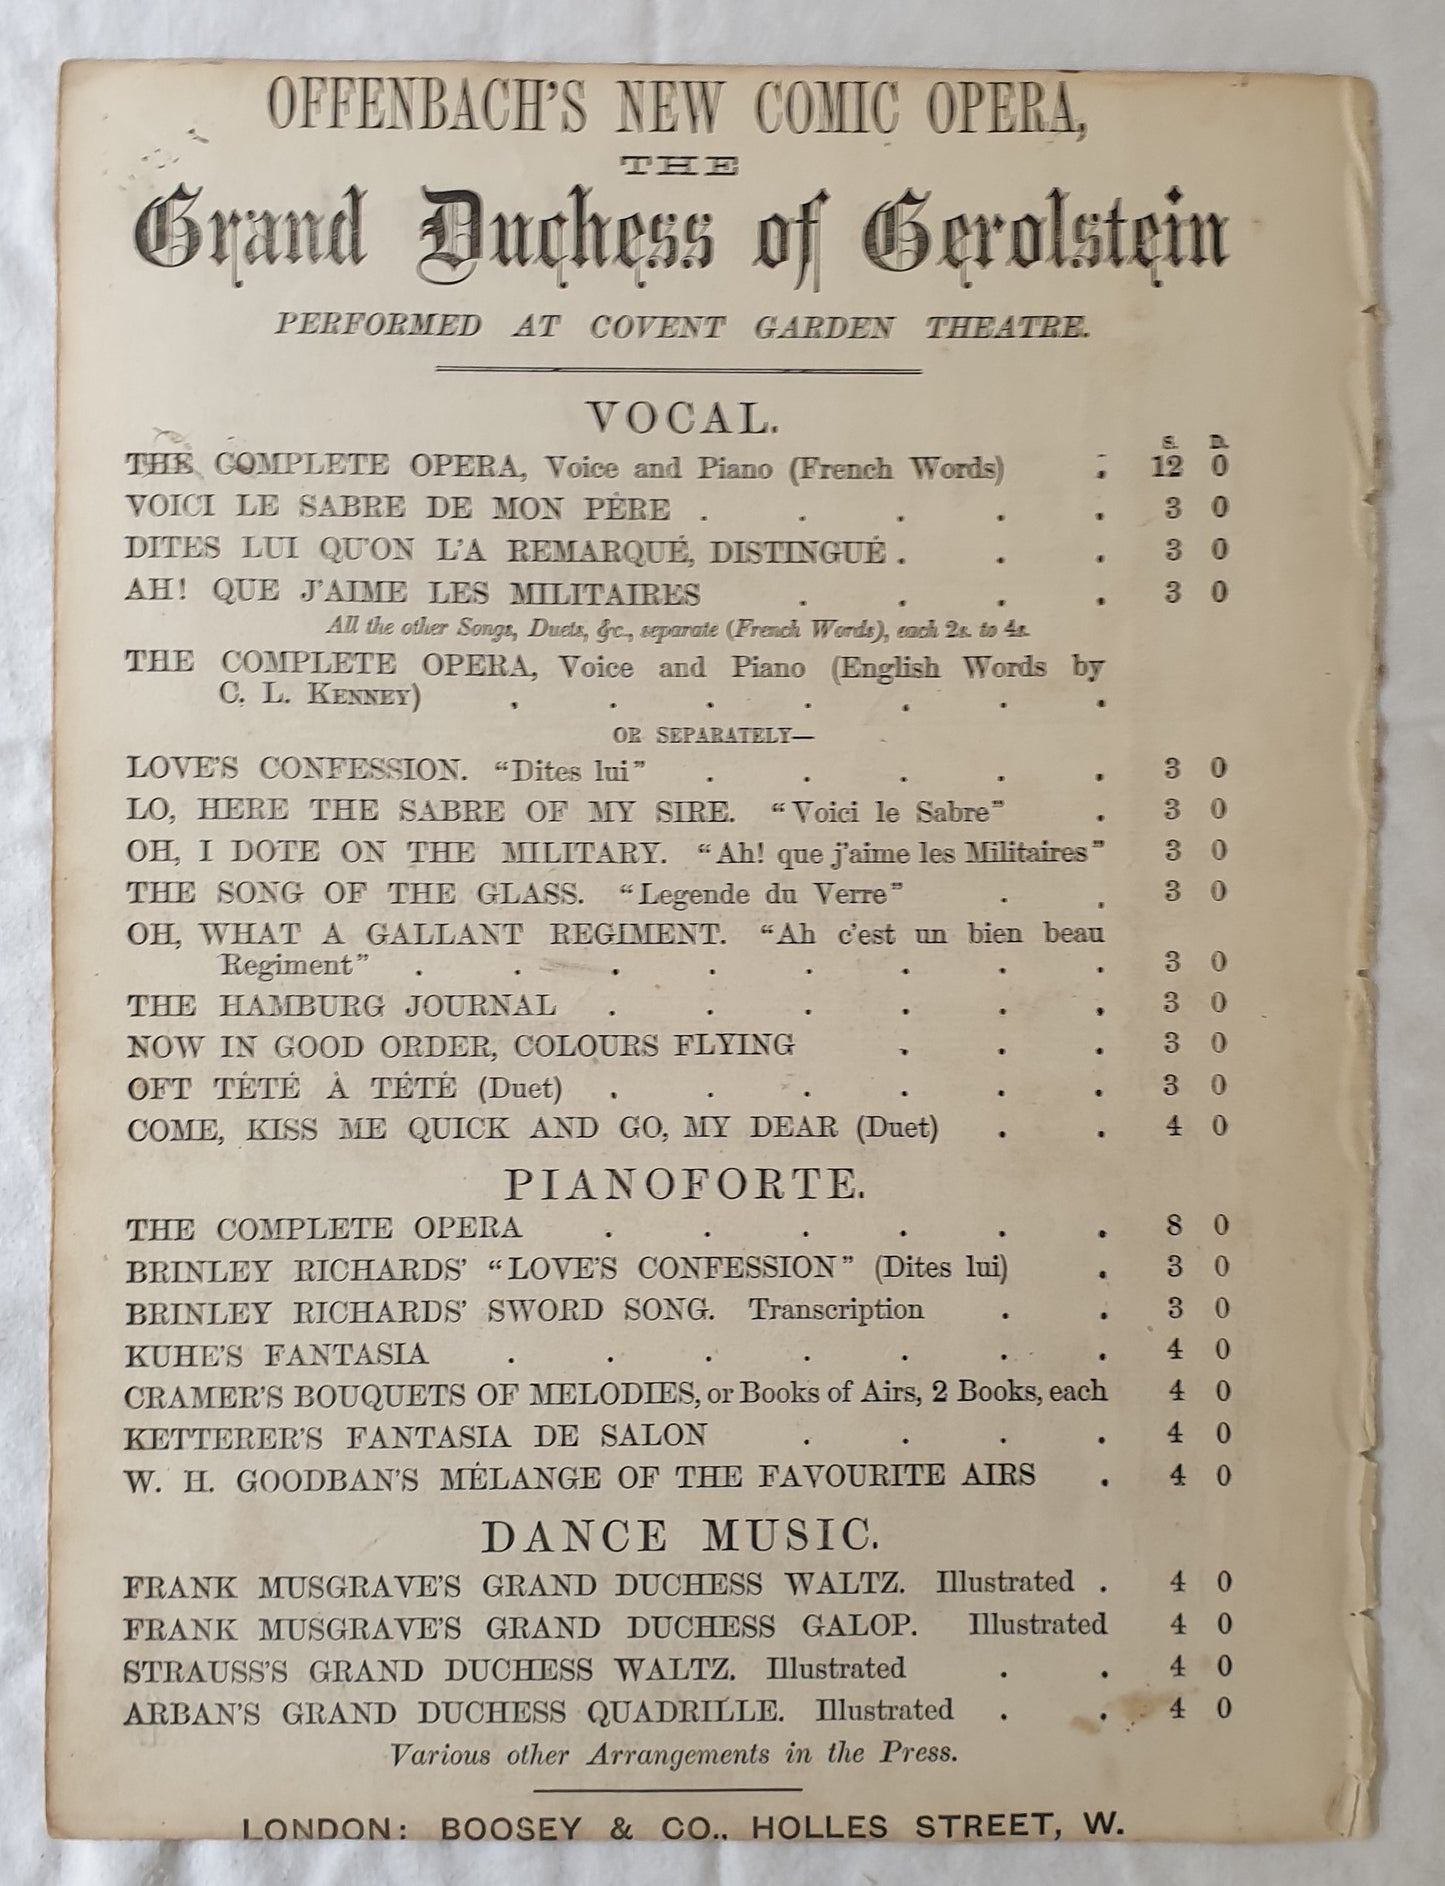 OFFENBACH'S NEW COMIC OPERA,
THE
Grand Duchess of Gerolstein
PERFORMED AT COVENT GARDEN THEATRE.
VOCAL.
S. D.
THE COMPLETE OPERA, Voice and Piano (French Words) . 12 0
VOICI LE SABRE DE MON PÈRE . . . . . 3 0
DITES LUI QU'ON L'A REMARQUÉ, DISTINGUÉ . . . 3 0
AH! QUE J'AIME LES MILITAIRES . . . . 3 0
All the other Songs, Duets, &c., separate (French Words), each 2s. to 4s.
THE COMPLETE OPERA, Voice and Piano (English Words by
C. L. KENNEY) . . . . . . .
OR SEPARATELY—
LOVE'S CONFESSION. "Dites lui" . . . . . 3 0
LO, HERE THE SABRE OF MY SIRE. "Voici le Sabre" . 3 0
OH, I DOTE ON THE MILITARY. "Ah! que j'aime les Militaires" 3 0
THE SONG OF THE GLASS. "Legende du Verre" . . 3 0
OH, WHAT A GALLANT REGIMENT. "Ah c'est un bien beau
Regiment" . . . . . . . . 3 0
THE HAMBURG JOURNAL . . . . . . 3 0
NOW IN GOOD ORDER, COLOURS FLYING . . . 3 0
OFT TÊTÉ À TÊTÉ (Duet) . . . . . . 3 0
COME, KISS ME QUICK AND GO, MY DEAR (Duet) . . 4 0
PIANOFORTE.
THE COMPLETE OPERA . . . . . . 8 0
BRINLEY RICHARDS' "LOVE'S CONFESSION" (Dites lui) . 3 0
BRINLEY RICHARDS' SWORD SONG. Transcription . . 3 0
KUHE'S FANTASIA . . . . . . . 4 0
CRAMER'S BOUQUETS OF MELODIES, or Books of Airs, 2 Books, each 4 0
KETTERER'S FANTASIA DE SALON . . . . 4 0
W. H. GOODBAN'S MÉLANGE OF THE FAVOURITE AIRS . 4 0
DANCE MUSIC.
FRANK MUSGRAVE'S GRAND DUCHESS WALTZ. Illustrated . 4 0
FRANK MUSGRAVE'S GRAND DUCHESS GALOP. Illustrated 4 0
STRAUSS'S GRAND DUCHESS WALTZ. Illustrated . . 4 0
ARBAN'S GRAND DUCHESS QUADRILLE. Illustrated . . 4 0
Various other Arrangements in the Press.
LONDON: BOOSEY & CO., HOLLES STREET, W.